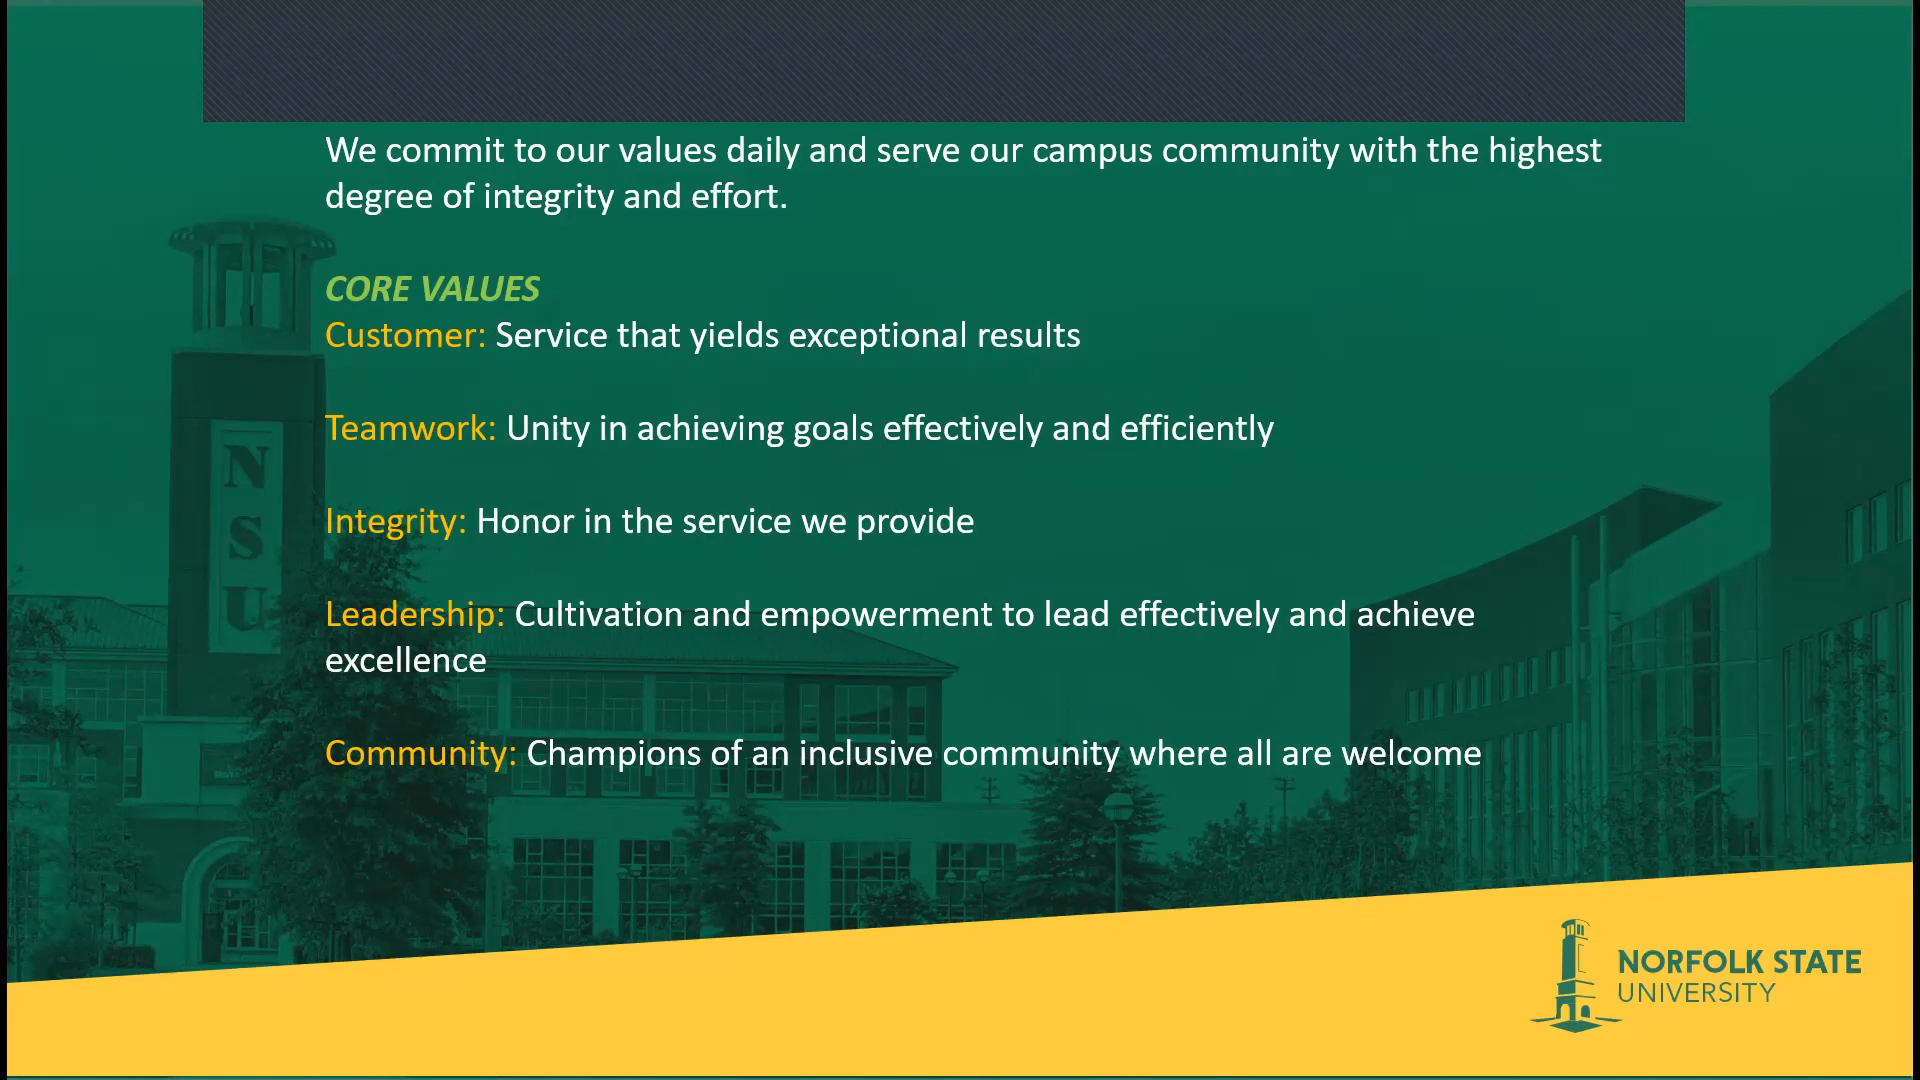 We commit to our values daily and serve our campus community with the highest
degree of integrity and effort.
CORE VALUES
Customer: Service that yields exceptional results
Teamwork: Unity in achieving goals effectively and efficiently
Integrity: Honor in the service we provide
Leadership: Cultivation and empowerment to lead effectively and achieve
excellence
Community: Champions of an inclusive community where all are welcome
N
S
U
NORFOLK STATE
UNIVERSITY